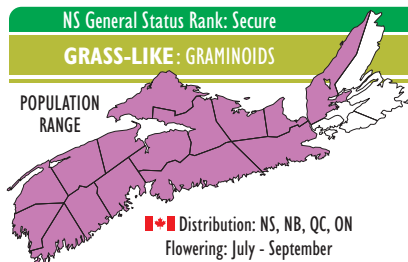 NS General Status Rank: Secure
GRASS-LIKE: GRAMINOIDS
POPULATION
RANGE
Distribution: NS, NB, QC, ON
Flowering: July - September